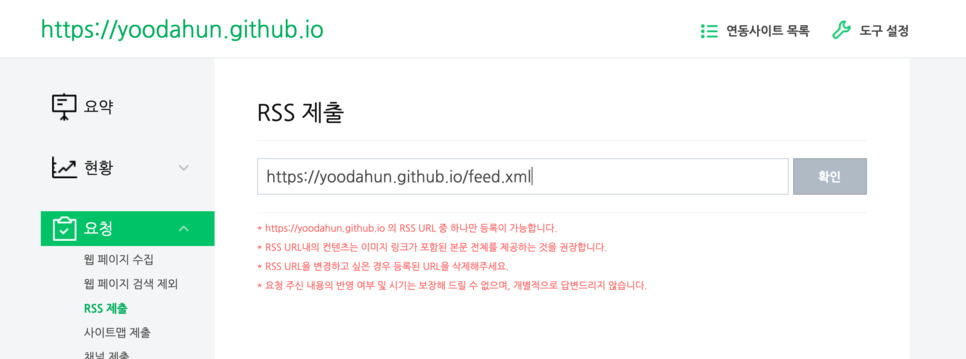 https://yoodahun.github.io
연동사이트 목록
도구 설정
요약
현황
요청
웹 페이지 수집
웹 페이지 검색 제외
RSS 제출
사이트맵 제출
채널 제출
RSS 제출
https://yoodahun.github.io/feed.xml
확인
* https://yoodahun.github.io 의 RSS URL 중 하나만 등록이 가능합니다.
* RSS URL내의 컨텐츠는 이미지 링크가 포함된 본문 전체를 제공하는 것을 권장합니다.
* RSS URL을 변경하고 싶은 경우 등록된 URL을 삭제해주세요.
* 요청 주신 내용의 반영 여부 및 시기는 보장해 드릴 수 없으며, 개별적으로 답변드리지 않습니다.